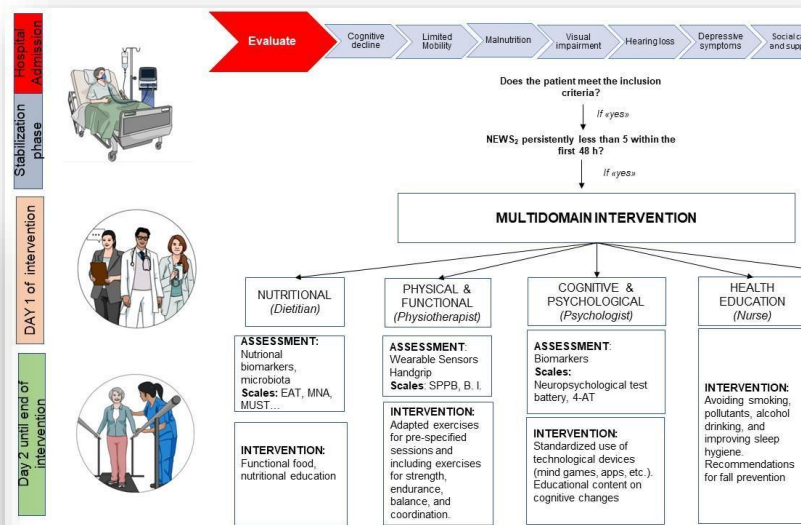 Hospital
Admission
Stabilization
phase
DAY 1 of intervention
Day 2 until end of
intervention
Evaluate
Cognitive
decline
Limited
Mobility
Malnutrition
Visual
impairment
Hearing loss
Depressive
symptoms
Social
and
Does the patient meet the inclusion
criteria?
If «yes»
NEWS₂ persistently less than 5 within the
first 48 h?
If «yes»
MULTIDOMAIN INTERVENTION
NUTRITIONAL
(Dietitian)
ASSESSMENT:
Nutrional
biomarkers,
microbiota
Scales: EAT, MNA,
MUST…
INTERVENTION:
Functional food,
nutritional education
PHYSICAL &
FUNCTIONAL
(Physiotherapist)
ASSESSMENT:
Wearable Sensors
Handgrip
Scales: SPPB, B. I.
INTERVENTION:
Adapted exercises
for pre-specified
sessions and
including exercises
for strength,
endurance,
balance, and
coordination.
COGNITIVE &
PSYCHOLOGICAL
(Psychologist)
ASSESSMENT:
Biomarkers
Scales:
Neuropsychological test
battery, 4-AT
INTERVENTION:
Standardized use of
technological devices
(mind games, apps, etc.).
Educational content on
cognitive changes
HEALTH
EDUCATION
(Nurse)
INTERVENTION:
Avoiding smoking,
pollutants, alcohol
drinking, and
improving sleep
hygiene.
Recommendations
for fall prevention